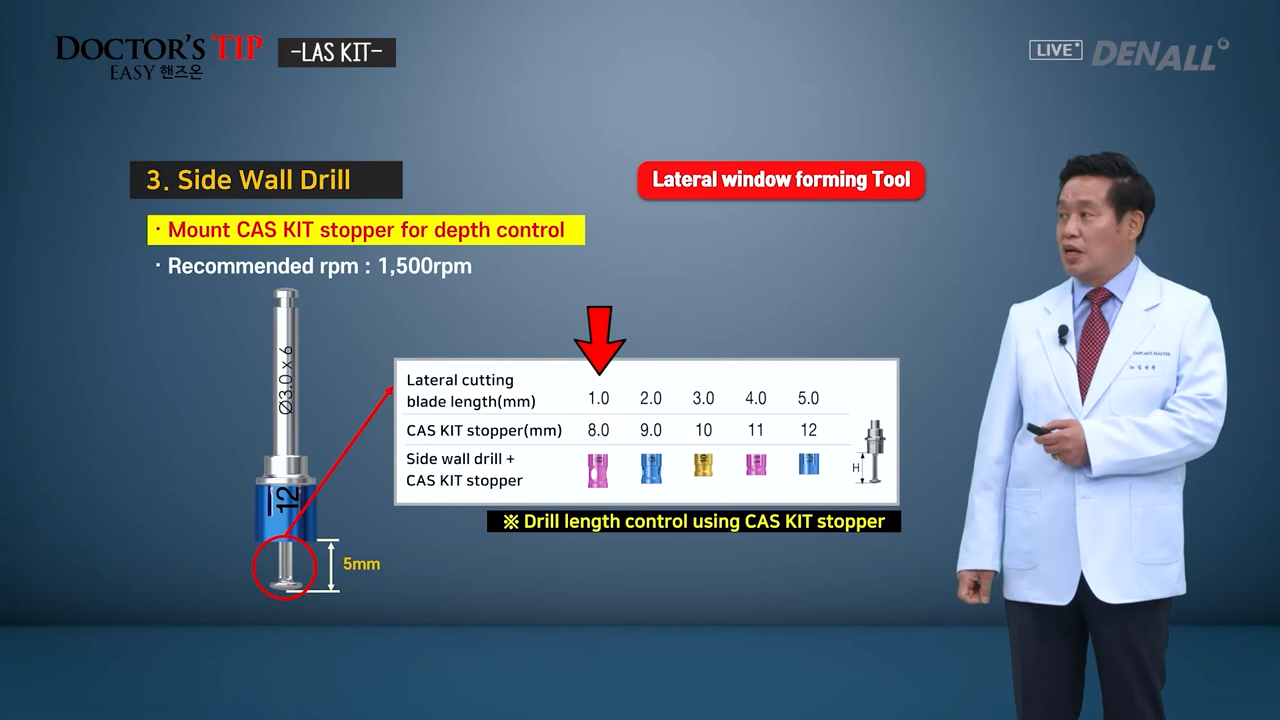 DOCTOR'S TIP
EASY 핸즈온
-LAS KIT-
LIVE
DENALL
3. Side Wall Drill
Lateral window forming Tool
· Mount CAS KIT stopper for depth control
· Recommended rpm : 1,500rpm
Ø3.0 x 6
12
5mm
Lateral cutting
blade length(mm) 1.0 2.0 3.0 4.0 5.0
CAS KIT stopper(mm) 8.0 9.0 10 11 12
Side wall drill +
CAS KIT stopper
H
※ Drill length control using CAS KIT stopper
IMPLANT MASTER